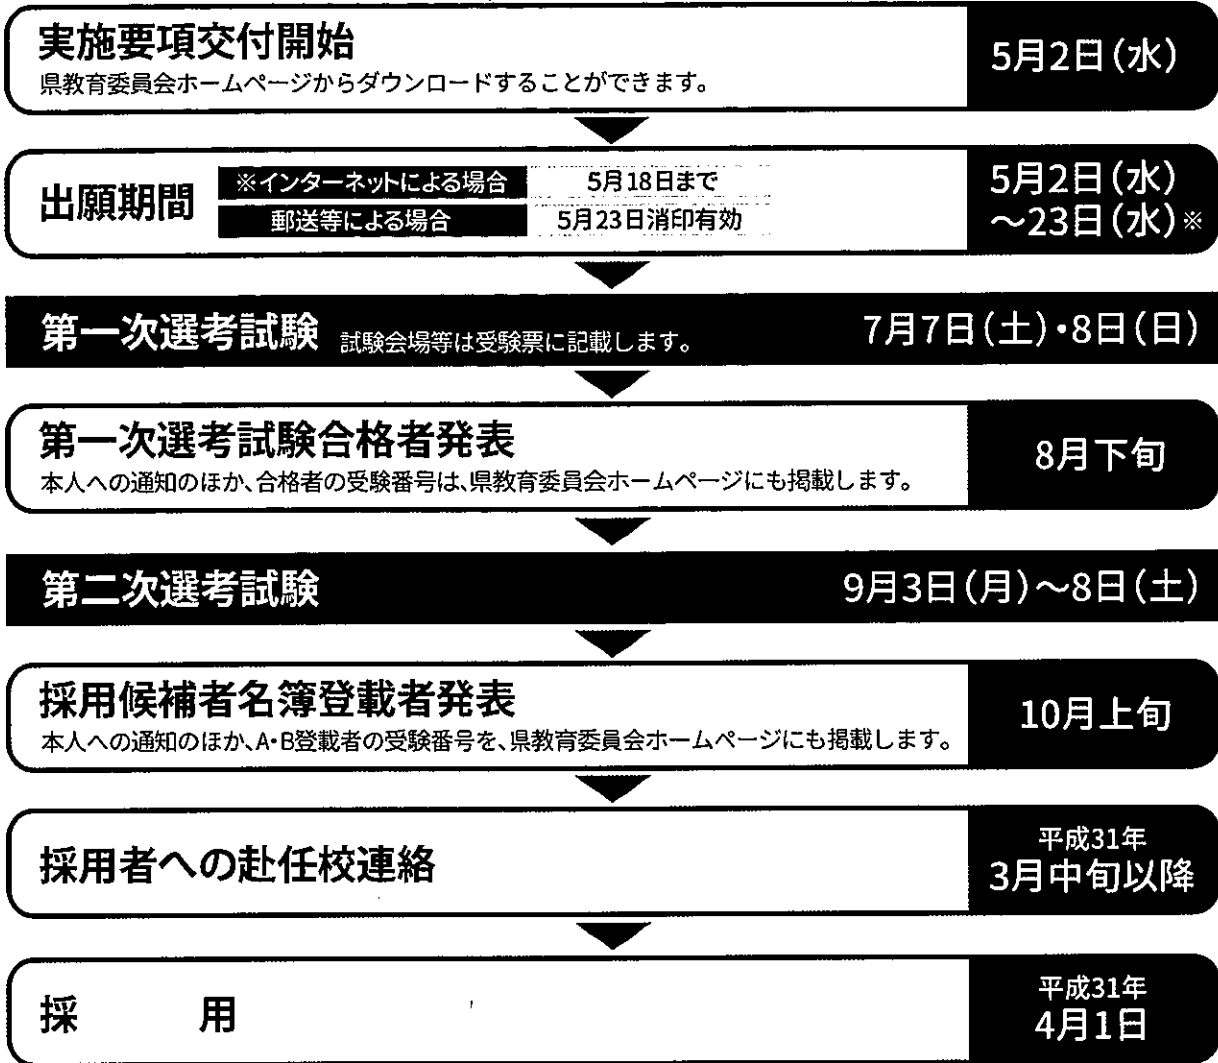 実施要項交付開始
県教育委員会ホームページからダウンロードすることができます。
5月2日(水)
出願期間
※インターネットによる場合 5月18日まで
郵送等による場合 5月23日消印有効
5月2日(水)
～23日(水)※
第一次選考試験 試験会場等は受験票に記載します。 7月7日(土)・8日(日)
第一次選考試験合格者発表
本人への通知のほか、合格者の受験番号は、県教育委員会ホームページにも掲載します。
8月下旬
第二次選考試験 9月3日(月)～8日(土)
採用候補者名簿登載者発表
本人への通知のほか、A・B登載者の受験番号を、県教育委員会ホームページにも掲載します。
10月上旬
採用者への赴任校連絡
平成31年
3月中旬以降
採 用
平成31年
4月1日